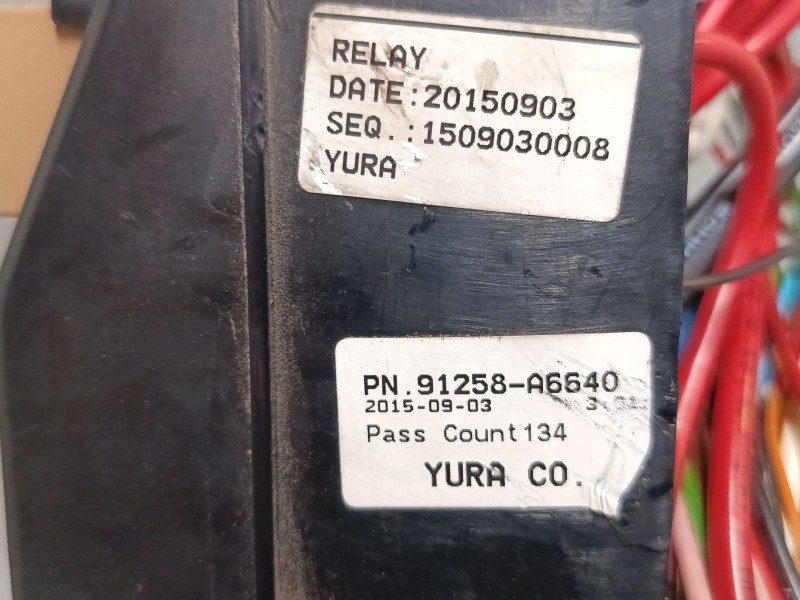 RELAY
DATE:20150903
SEQ.:1509030008
YURA
PN.91258-A6640
2015-09-03
Pass Count134
YURA CO.